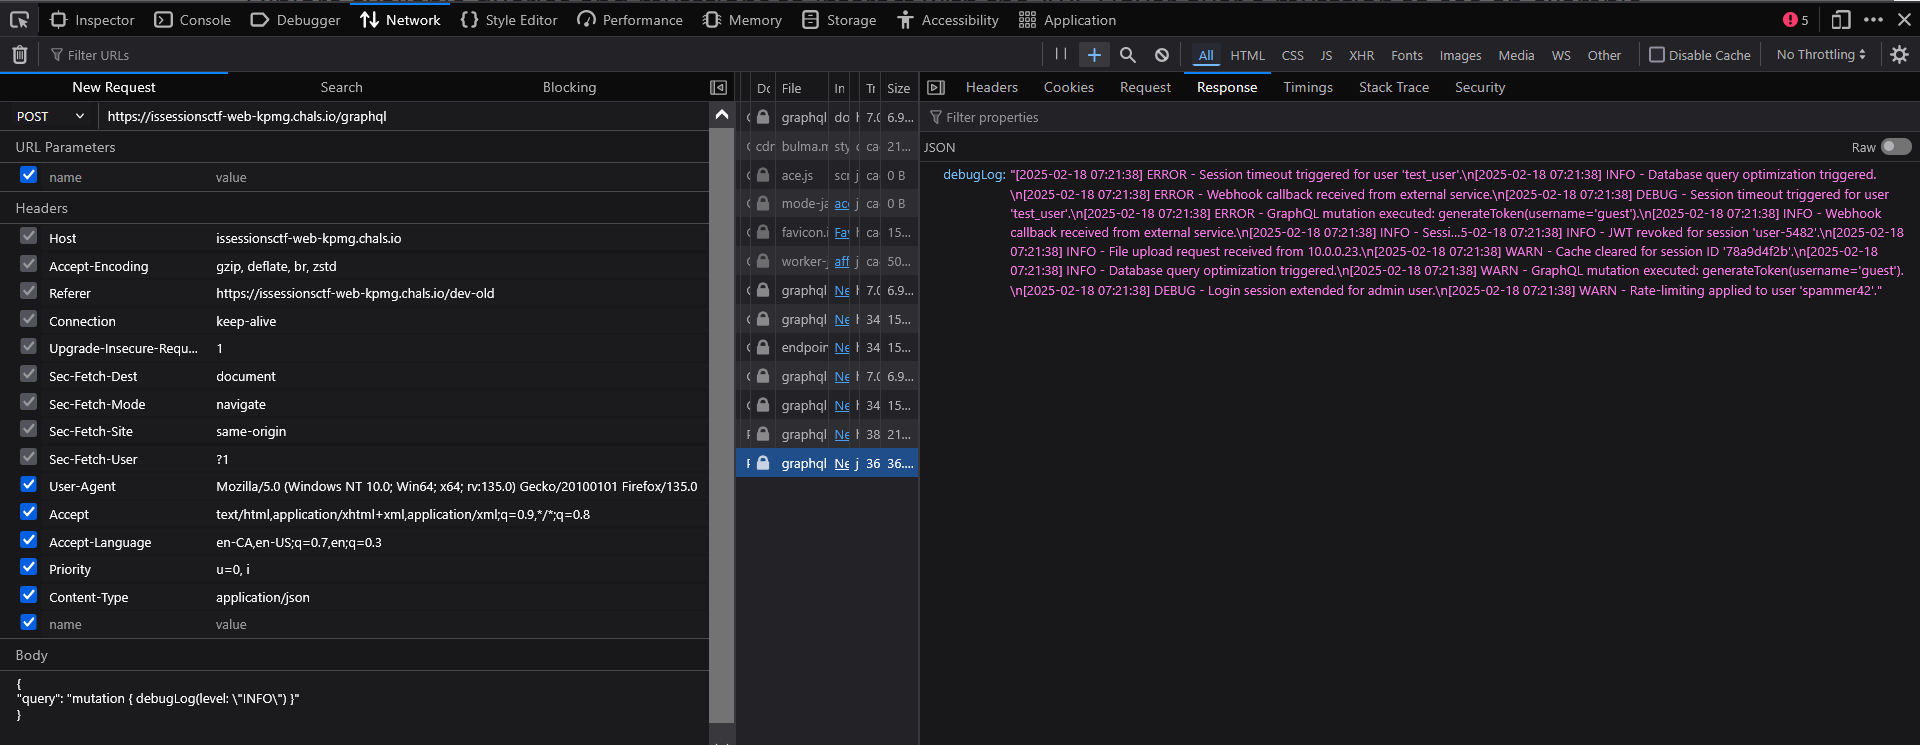 Inspector Console Debugger Network Style Editor Performance Memory Storage Accessibility Application 5
Filter URLs All HTML CSS JS XHR Fonts Images Media WS Other Disable Cache No Throttling
New Request Search Blocking
POST https://issessionsctf-web-kpmg.chals.io/graphql
URL Parameters
name value
Headers
Host issessionsctf-web-kpmg.chals.io
Accept-Encoding gzip, deflate, br, zstd
Referer https://issessionsctf-web-kpmg.chals.io/dev-old
Connection keep-alive
Upgrade-Insecure-Requ... 1
Sec-Fetch-Dest document
Sec-Fetch-Mode navigate
Sec-Fetch-Site same-origin
Sec-Fetch-User ?1
User-Agent Mozilla/5.0 (Windows NT 10.0; Win64; x64; rv:135.0) Gecko/20100101 Firefox/135.0
Accept text/html,application/xhtml+xml,application/xml;q=0.9,*/*;q=0.8
Accept-Language en-CA,en-US;q=0.7,en;q=0.3
Priority u=0, i
Content-Type application/json
name value
Body
{
"query": "mutation { debugLog(level: \"INFO\") }"
}
File Size
graphql do 7.0 6.9...
cdn bulma.m sty ca 21...
ace.js scr ca 0 B
mode-ja ace ca 0 B
favicon.i Fav ca 15...
worker-j aff ca 50...
graphql Ne 7.0 6.9...
graphql Ne 34 15...
endpoin Ne 34 15...
graphql Ne 7.0 6.9...
graphql Ne 34 15...
graphql Ne 38 21...
graphql Ne j 36 36....
Headers Cookies Request Response Timings Stack Trace Security
Filter properties
JSON Raw
debugLog: "[2025-02-18 07:21:38] ERROR - Session timeout triggered for user 'test_user'.\n[2025-02-18 07:21:38] INFO - Database query optimization triggered.
\n[2025-02-18 07:21:38] ERROR - Webhook callback received from external service.\n[2025-02-18 07:21:38] DEBUG - Session timeout triggered for user
'test_user'.\n[2025-02-18 07:21:38] ERROR - GraphQL mutation executed: generateToken(username='guest').\n[2025-02-18 07:21:38] INFO - Webhook
callback received from external service.\n[2025-02-18 07:21:38] INFO - Sessi...5-02-18 07:21:38] INFO - JWT revoked for session 'user-5482'.\n[2025-02-18
07:21:38] INFO - File upload request received from 10.0.0.23.\n[2025-02-18 07:21:38] WARN - Cache cleared for session ID '78a9d4f2b'.\n[2025-02-18
07:21:38] INFO - Database query optimization triggered.\n[2025-02-18 07:21:38] WARN - GraphQL mutation executed: generateToken(username='guest').
\n[2025-02-18 07:21:38] DEBUG - Login session extended for admin user.\n[2025-02-18 07:21:38] WARN - Rate-limiting applied to user 'spammer42'."